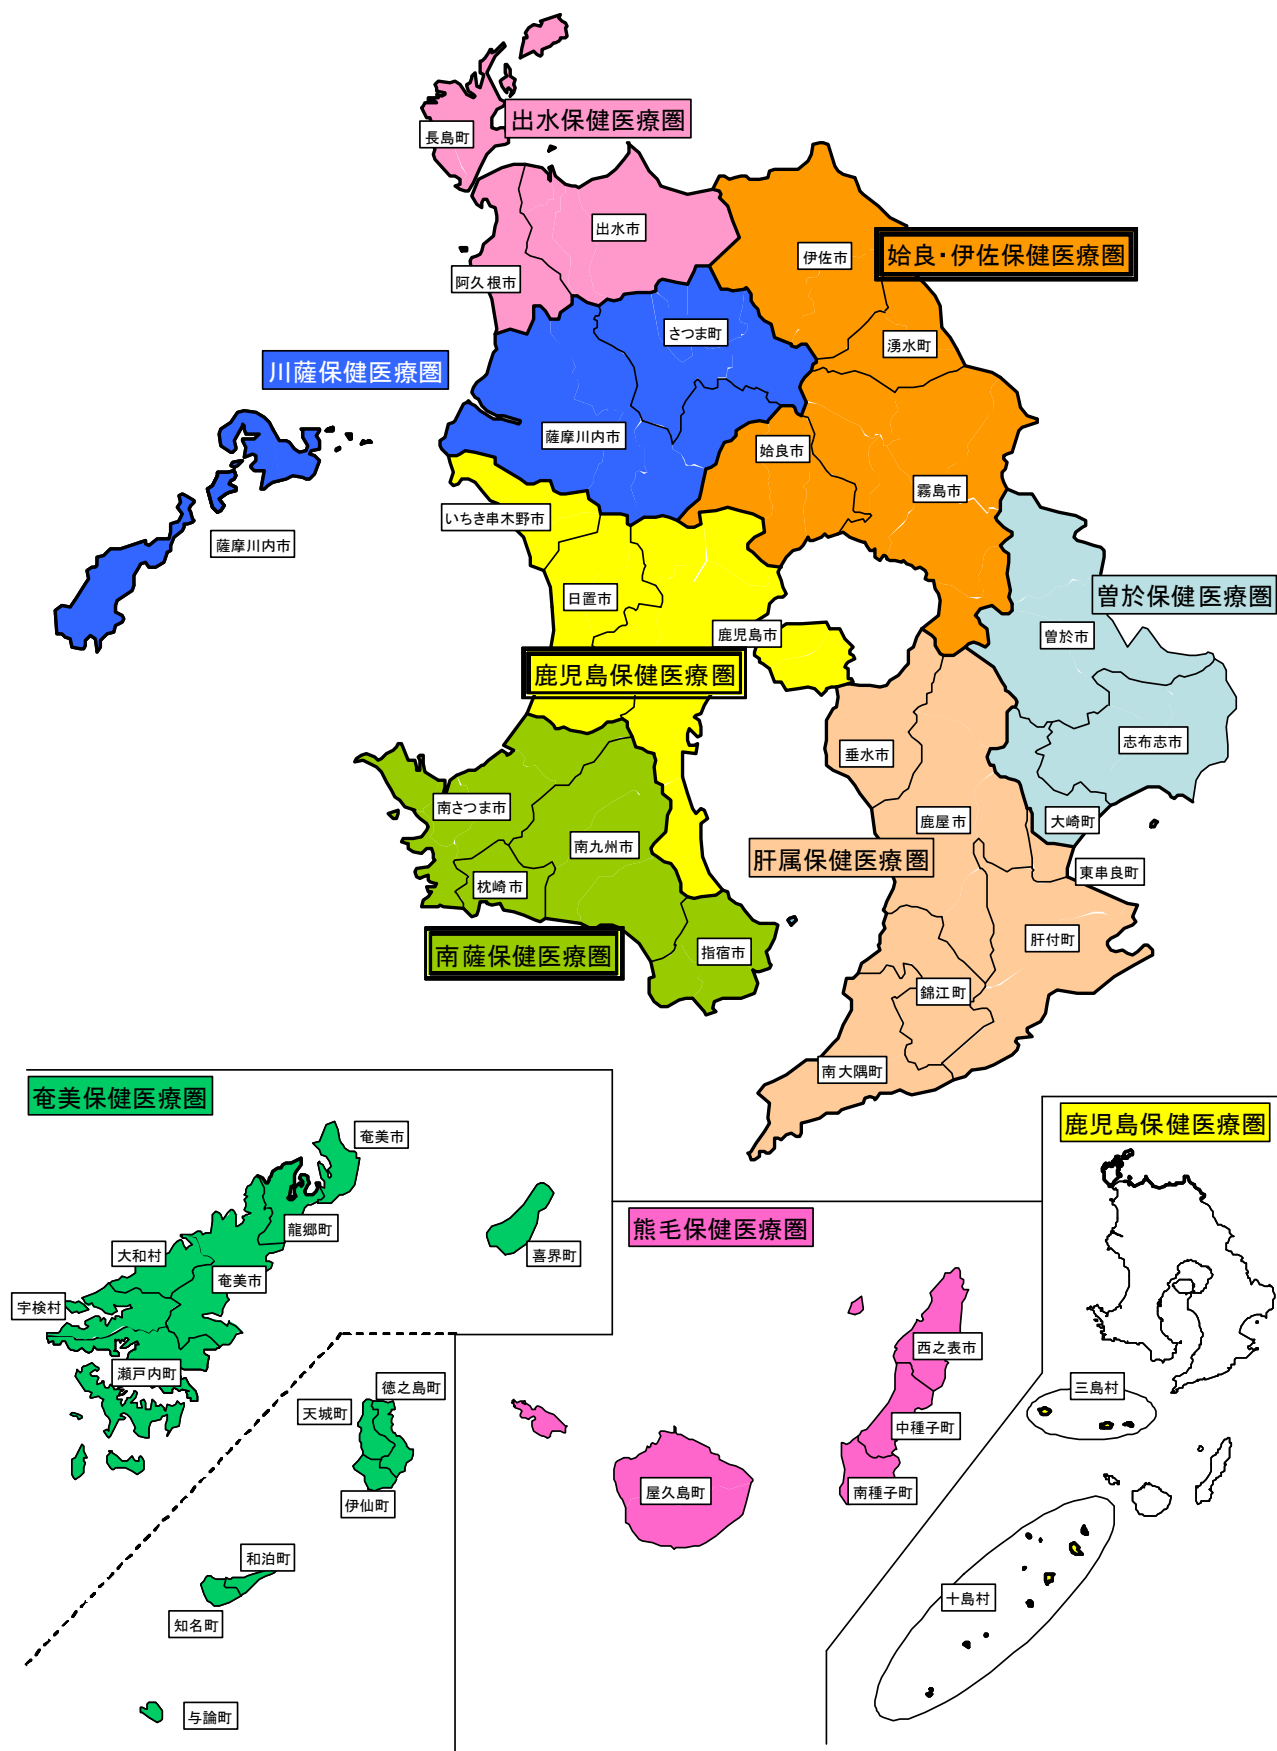 出水保健医療圏
長島町
出水市
阿久根市
姶良・伊佐保健医療圏
伊佐市
湧水町
さつま町
川薩保健医療圏
薩摩川内市
姶良市
霧島市
いちき串木野市
薩摩川内市
日置市
曽於保健医療圏
鹿児島市
曽於市
鹿児島保健医療圏
垂水市
志布志市
南さつま市
鹿屋市
大崎町
南九州市
肝属保健医療圏
東串良町
枕崎市
肝付町
南薩保健医療圏
指宿市
錦江町
南大隅町
奄美保健医療圏
奄美市
龍郷町
大和村
奄美市
喜界町
宇検村
瀬戸内町
徳之島町
天城町
伊仙町
和泊町
知名町
与論町
熊毛保健医療圏
西之表市
中種子町
南種子町
屋久島町
鹿児島保健医療圏
三島村
十島村